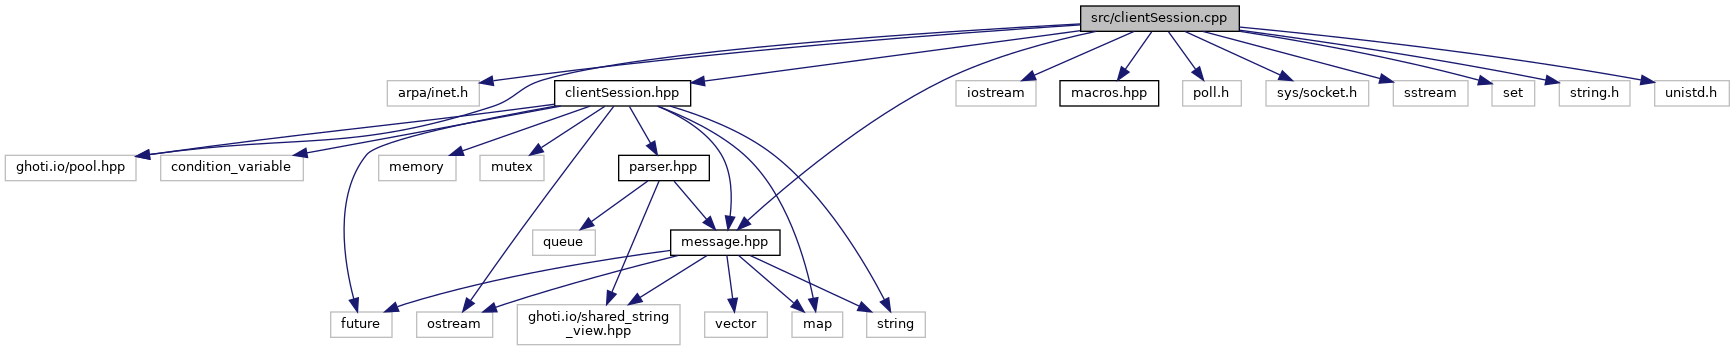 src/clientSession.cpp
arpa/inet.h
clientSession.hpp
iostream
macros.hpp
poll.h
sys/socket.h
sstream
set
string.h
unistd.h
ghoti.io/pool.hpp
condition_variable
memory
mutex
parser.hpp
queue
message.hpp
future
ostream
ghoti.io/shared_string
_view.hpp
vector
map
string